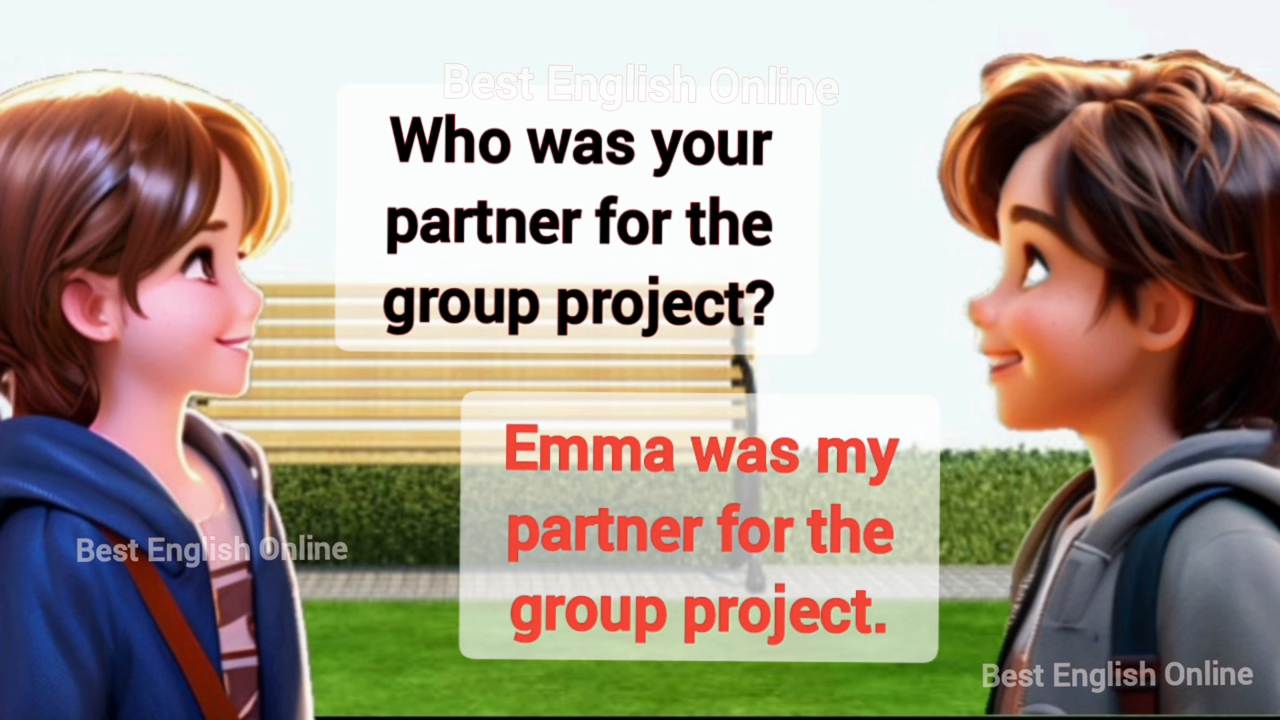 Best English Online
Who was your
partner for the
group project?
Emma was my
partner for the
group project.
Best English Online
Best English Online